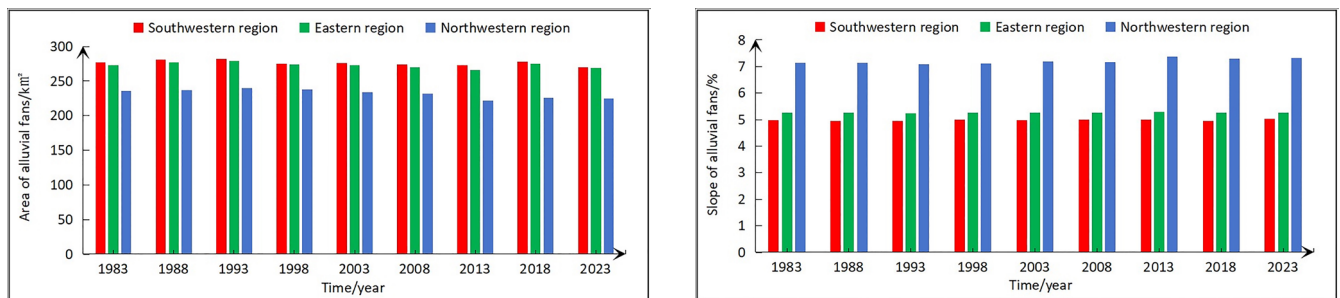 Southwestern region Eastern region Northwestern region
Area of alluvial fans/km²
300
250
200
150
100
50
0
1983 1988 1993 1998 2003 2008 2013 2018 2023
Time/year
Southwestern region Eastern region Northwestern region
Slope of alluvial fans/%
8
7
6
5
4
3
2
1
0
1983 1988 1993 1998 2003 2008 2013 2018 2023
Time/year